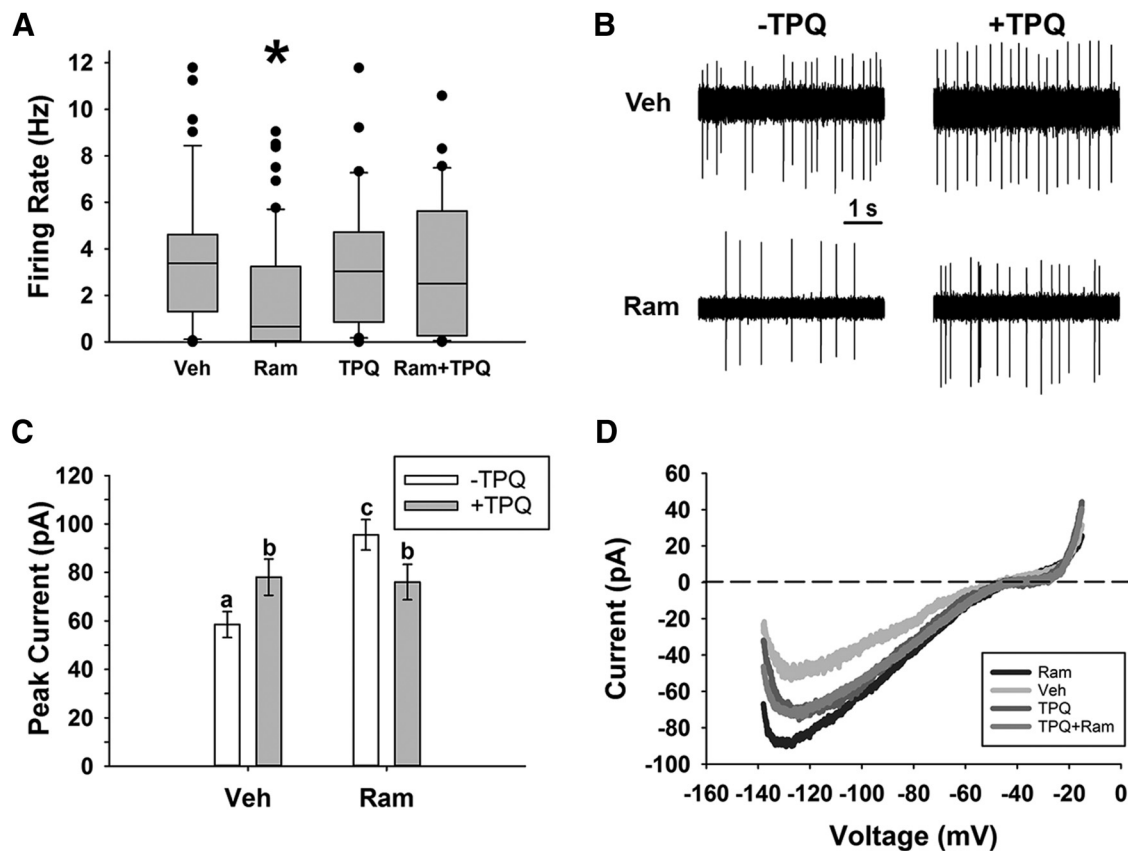 A
Firing Rate (Hz)
12
10
8
6
4
2
0
*
Veh Ram TPQ Ram+TPQ
B
-TPQ +TPQ
Veh
1 s
Ram
C
Peak Current (pA)
120
100
80
60
40
20
0
-TPQ
+TPQ
a b c b
Veh Ram
D
Current (pA)
60
40
20
0
-20
-40
-60
-80
-100
Ram
Veh
TPQ
TPQ+Ram
-160 -140 -120 -100 -80 -60 -40 -20 0
Voltage (mV)